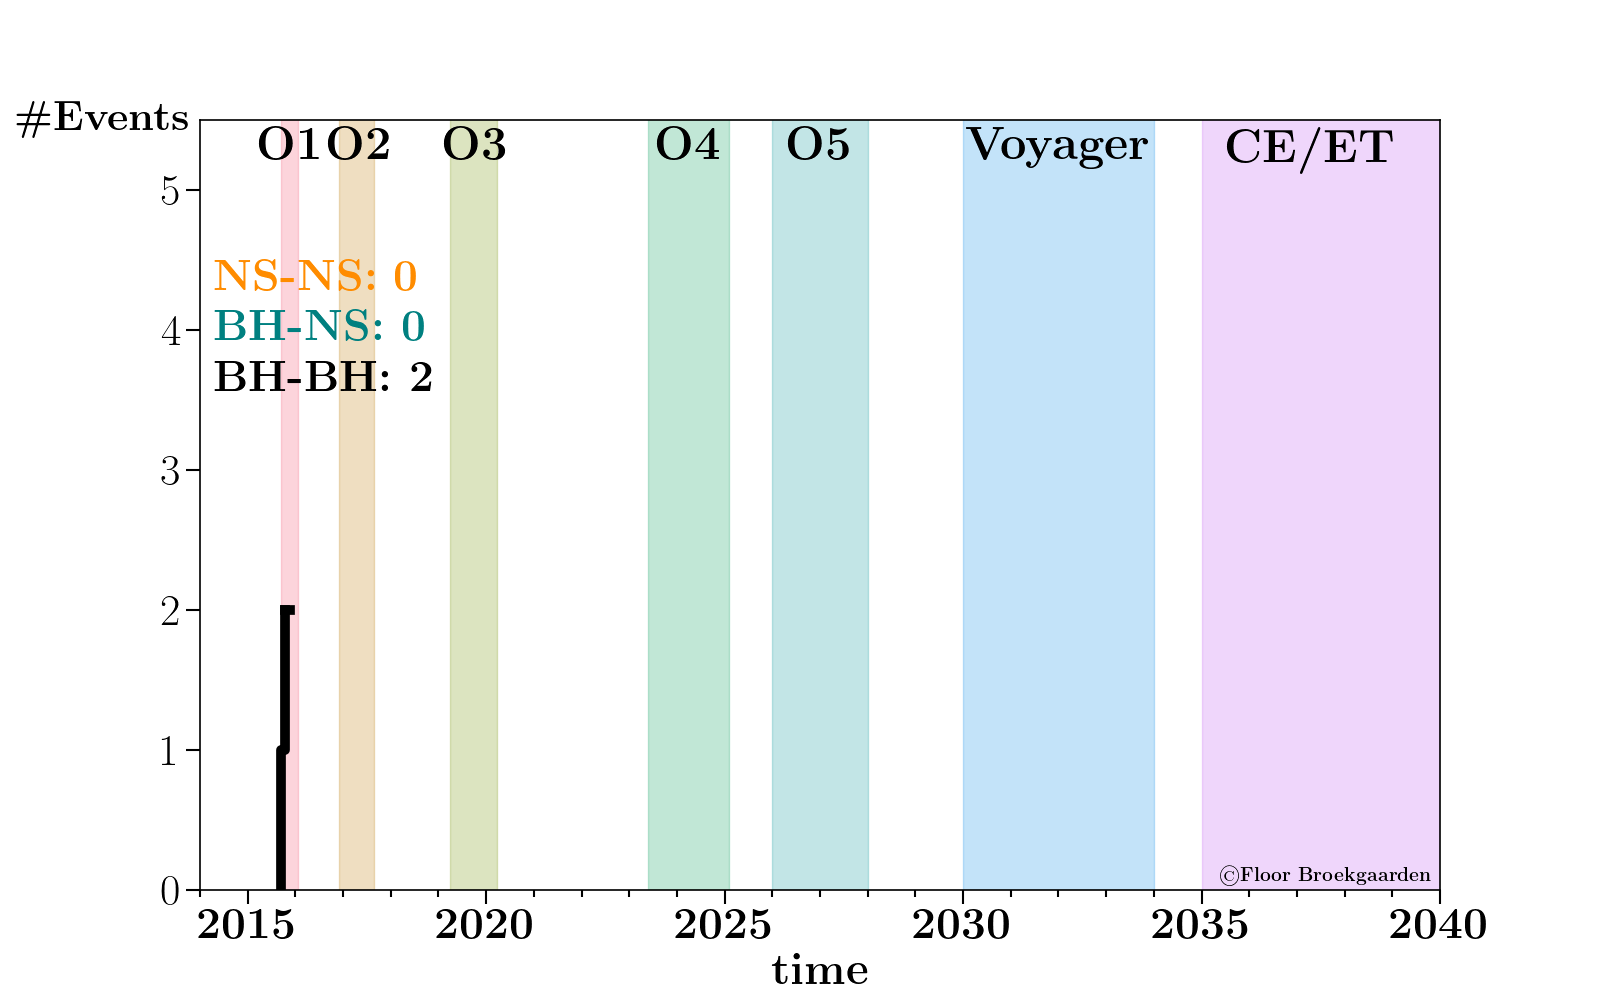 #Events
O1 O2 O3 O4 O5 Voyager CE/ET
5
NS-NS: 0
BH-NS: 0
4
BH-BH: 2
3
2
1
0
©Floor Broekgaarden
2015 2020 2025 2030 2035 2040
time